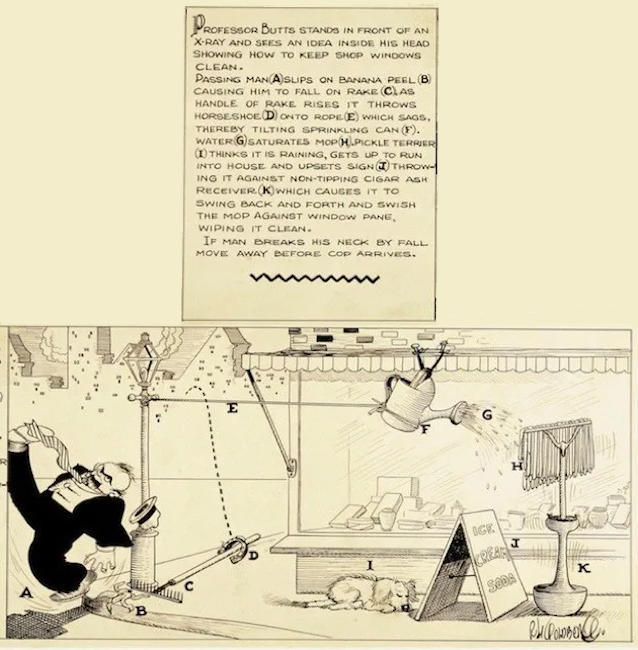 PROFESSOR BUTTS STANDS IN FRONT OF AN
X-RAY AND SEES AN IDEA INSIDE HIS HEAD
SHOWING HOW TO KEEP SHOP WINDOWS
CLEAN.
PASSING MAN (A) SLIPS ON BANANA PEEL (B)
CAUSING HIM TO FALL ON RAKE (C). AS
HANDLE OF RAKE RISES IT THROWS
HORSESHOE (D) ONTO ROPE (E) WHICH SAGS,
THEREBY TILTING SPRINKLING CAN (F).
WATER (G) SATURATES MOP (H). PICKLE TERRIER
(I) THINKS IT IS RAINING, GETS UP TO RUN
INTO HOUSE AND UPSETS SIGN (J) THROW-
ING IT AGAINST NON-TIPPING CIGAR ASH
RECEIVER (K) WHICH CAUSES IT TO
SWING BACK AND FORTH AND SWISH
THE MOP AGAINST WINDOW PANE,
WIPING IT CLEAN.
IF MAN BREAKS HIS NECK BY FALL
MOVE AWAY BEFORE COP ARRIVES.
E
F
G
H
D
C
B
A
I
J
K
ICE
CREAM
SODA